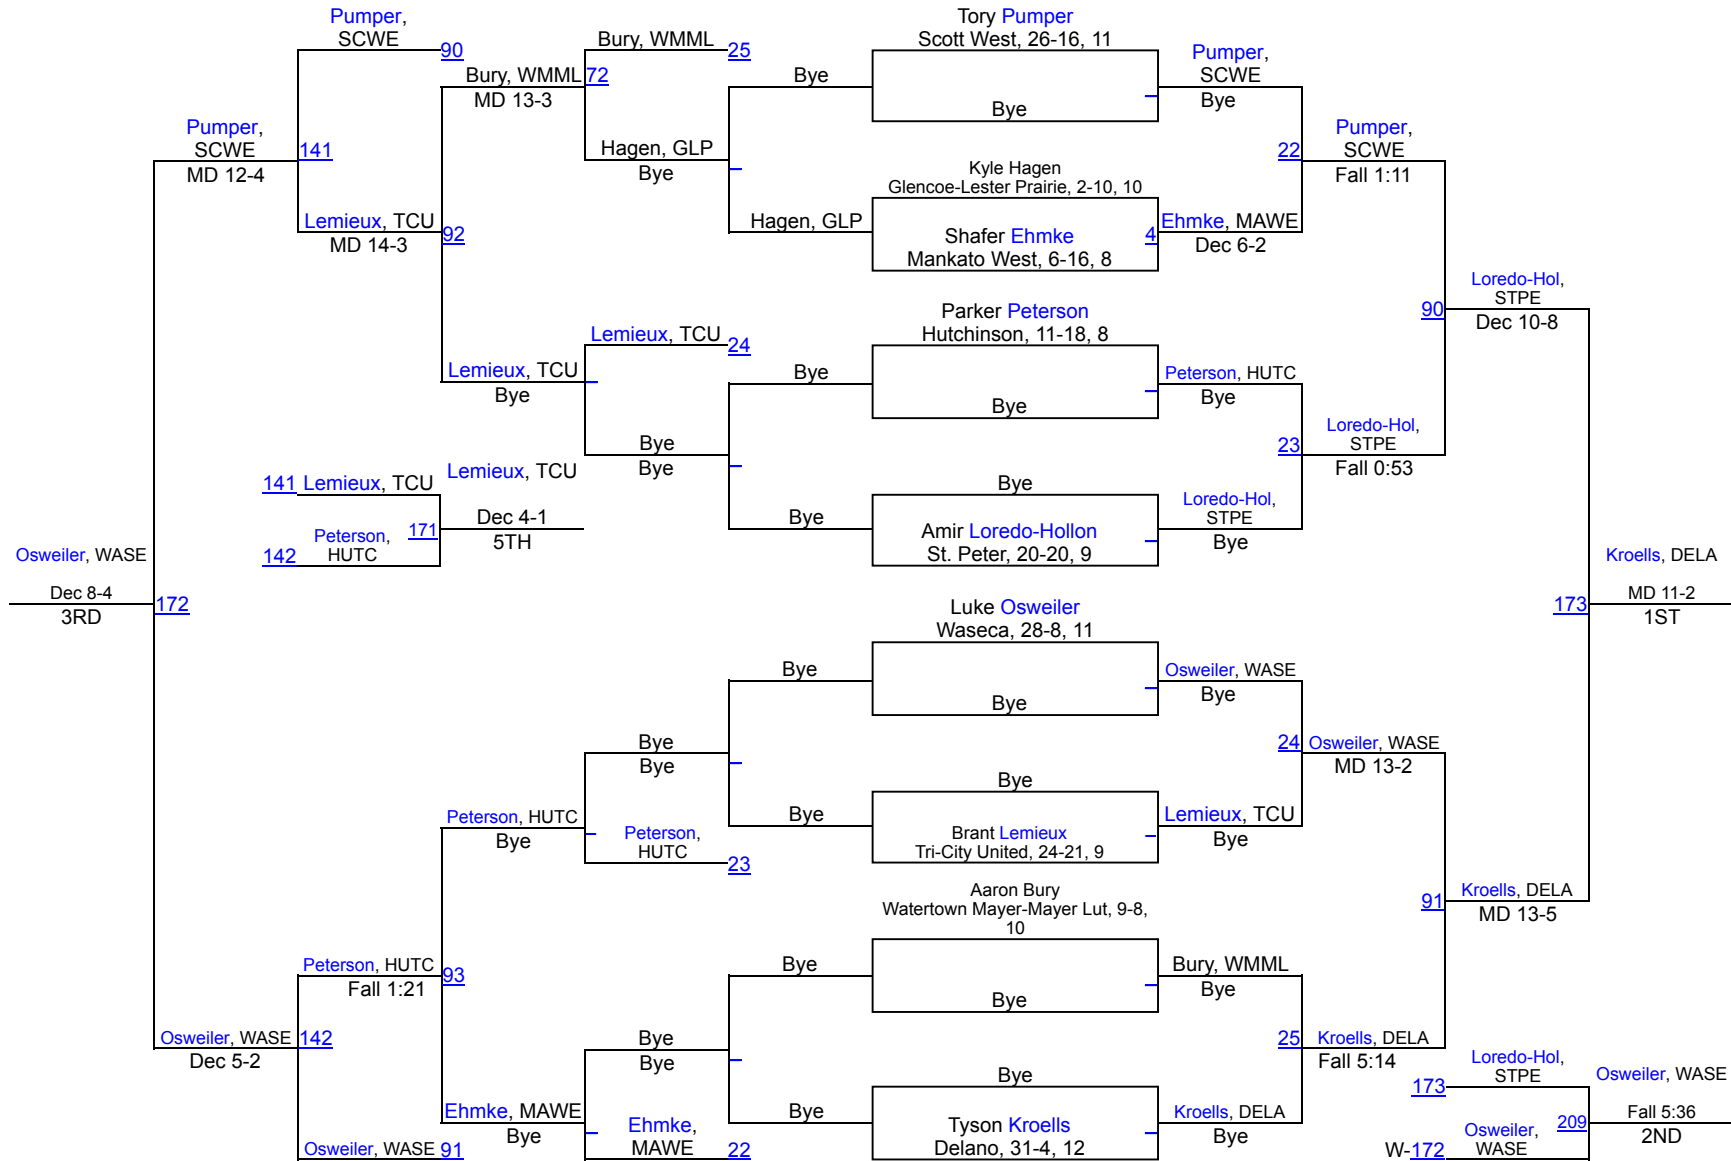 Pumper,
SCWE
90
Pumper,
SCWE
MD 12-4
141
Lemieux, TCU
MD 14-3
92
Bury, WMML
MD 13-3
72
Bury, WMML
25
Hagen, GLP
Bye
Bye
Hagen, GLP
Tory Pumper
Scott West, 26-16, 11
Bye
Pumper,
SCWE
Bye
Kyle Hagen
Glencoe-Lester Prairie, 2-10, 10
Shafer Ehmke
Mankato West, 6-16, 8
4
Ehmke, MAWE
Dec 6-2
22
Pumper,
SCWE
Fall 1:11
Lemieux, TCU
Bye
Lemieux, TCU
24
Bye
Bye
Bye
Bye
Parker Peterson
Hutchinson, 11-18, 8
Bye
Peterson, HUTC
Bye
Bye
Amir Loredo-Hollon
St. Peter, 20-20, 9
Loredo-Hol,
STPE
Bye
23
Loredo-Hol,
STPE
Fall 0:53
90
Loredo-Hol,
STPE
Dec 10-8
141
Lemieux, TCU
142
Peterson,
HUTC
171
Lemieux, TCU
Dec 4-1
5TH
Osweiler, WASE
Dec 8-4
3RD
172
173
Kroells, DELA
MD 11-2
1ST
Luke Osweiler
Waseca, 28-8, 11
Bye
Bye
Osweiler, WASE
Bye
Bye
Bye
Bye
Bye
Brant Lemieux
Tri-City United, 24-21, 9
Lemieux, TCU
Bye
24
Osweiler, WASE
MD 13-2
Peterson, HUTC
Bye
Peterson,
HUTC
23
Aaron Bury
Watertown Mayer-Mayer Lut, 9-8,
10
Bye
Bye
Bury, WMML
Bye
91
Kroells, DELA
MD 13-5
Peterson, HUTC
Fall 1:21
93
Osweiler, WASE
Dec 5-2
142
Osweiler, WASE
91
Ehmke, MAWE
Bye
Bye
Bye
Ehmke,
MAWE
22
Bye
Bye
Tyson Kroells
Delano, 31-4, 12
Kroells, DELA
Bye
25
Kroells, DELA
Fall 5:14
173
Loredo-Hol,
STPE
W-172
Osweiler,
WASE
209
Osweiler, WASE
Fall 5:36
2ND